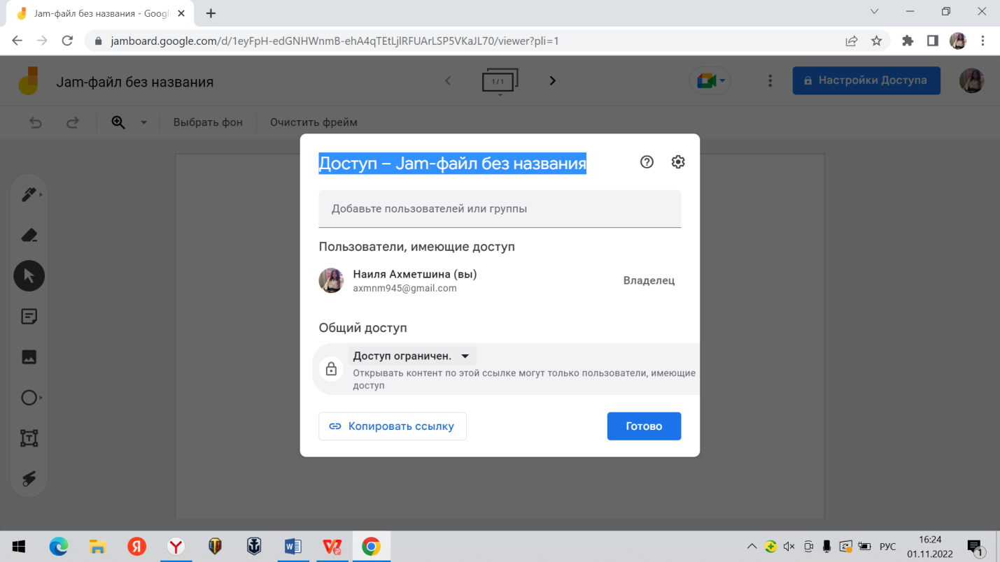 Jam-файл без названия - Googl
jamboard.google.com/d/1eyFpH-edGNHWnmB-ehA4qTEtLjlRFUArLSP5VKaJL70/viewer?pli=1
Jam-файл без названия
1/1
Настройки Доступа
Выбрать фон
Очистить фрейм
Доступ – Jam-файл без названия
Добавьте пользователей или группы
Пользователи, имеющие доступ
Наиля Ахметшина (вы)
axmnm945@gmail.com
Владелец
Общий доступ
Доступ ограничен.
Открывать контент по этой ссылке могут только пользователи, имеющие
доступ
Копировать ссылку
Готово
РУС
16:24
01.11.2022
1